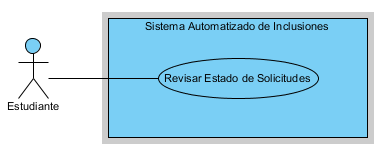 Sistema Automatizado de Inclusiones
Revisar Estado de Solicitudes
Estudiante